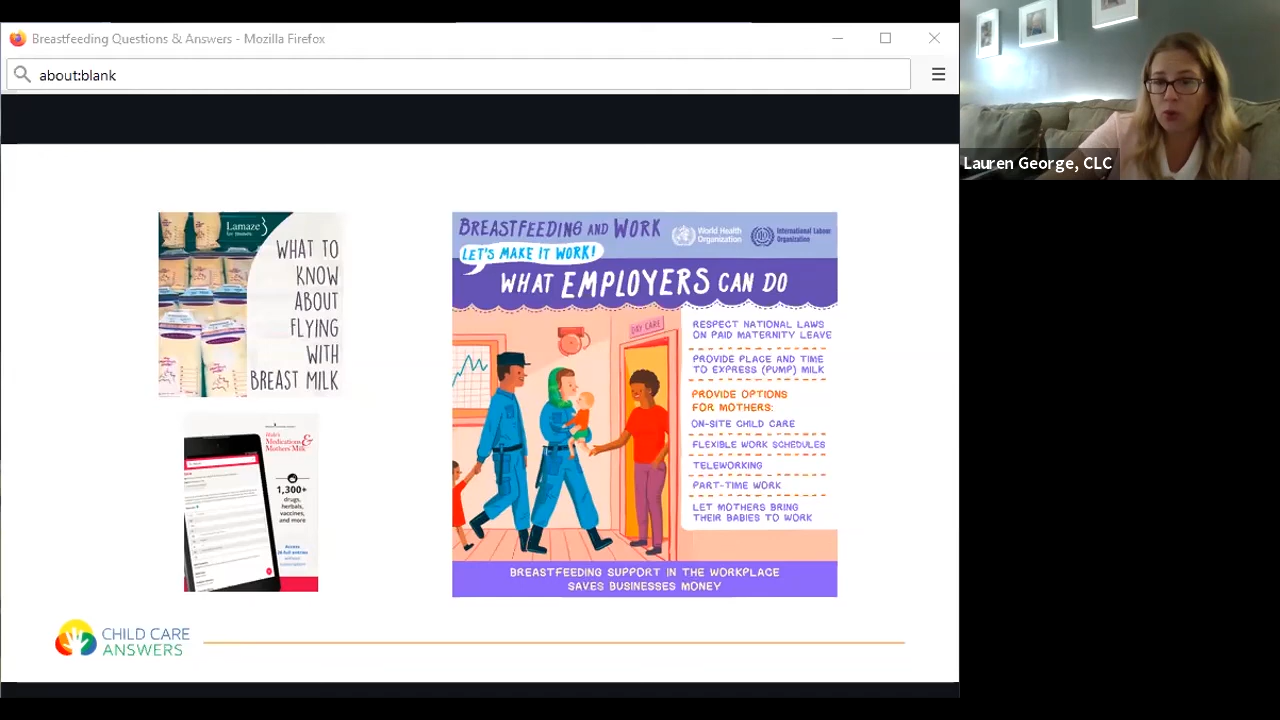 Breastfeeding Questions & Answers - Mozilla Firefox
about:blank
Lauren George, CLC
Lamaze
WHAT TO
KNOW
ABOUT
FLYING
WITH
BREAST MILK
Hale's
Medications &
Mothers' Milk
1,300+
drugs,
herbals,
vaccines,
and more
Access
full entries
without
BREASTFEEDING AND WORK
LET'S MAKE IT WORK!
World Health
Organization
International Labour
Organization
WHAT EMPLOYERS CAN DO
DAY CARE
RESPECT NATIONAL LAWS
ON PAID MATERNITY LEAVE
PROVIDE PLACE AND TIME
TO EXPRESS (PUMP) MILK
PROVIDE OPTIONS
FOR MOTHERS:
ON-SITE CHILD CARE
FLEXIBLE WORK SCHEDULES
TELEWORKING
PART-TIME WORK
LET MOTHERS BRING
THEIR BABIES TO WORK
BREASTFEEDING SUPPORT IN THE WORKPLACE
SAVES BUSINESSES MONEY
CHILD CARE
ANSWERS